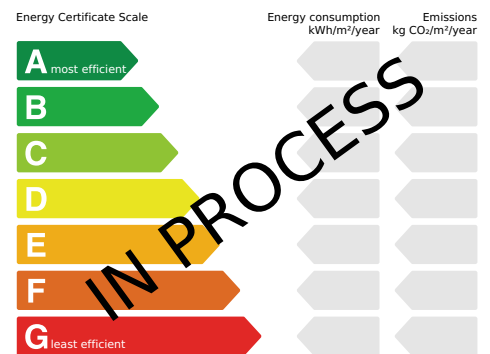 Energy Certificate Scale
Energy consumption
kWh/m²/year
Emissions
kg CO₂/m²/year
A most efficient
B
C
D
E
F
G least efficient
IN PROCESS